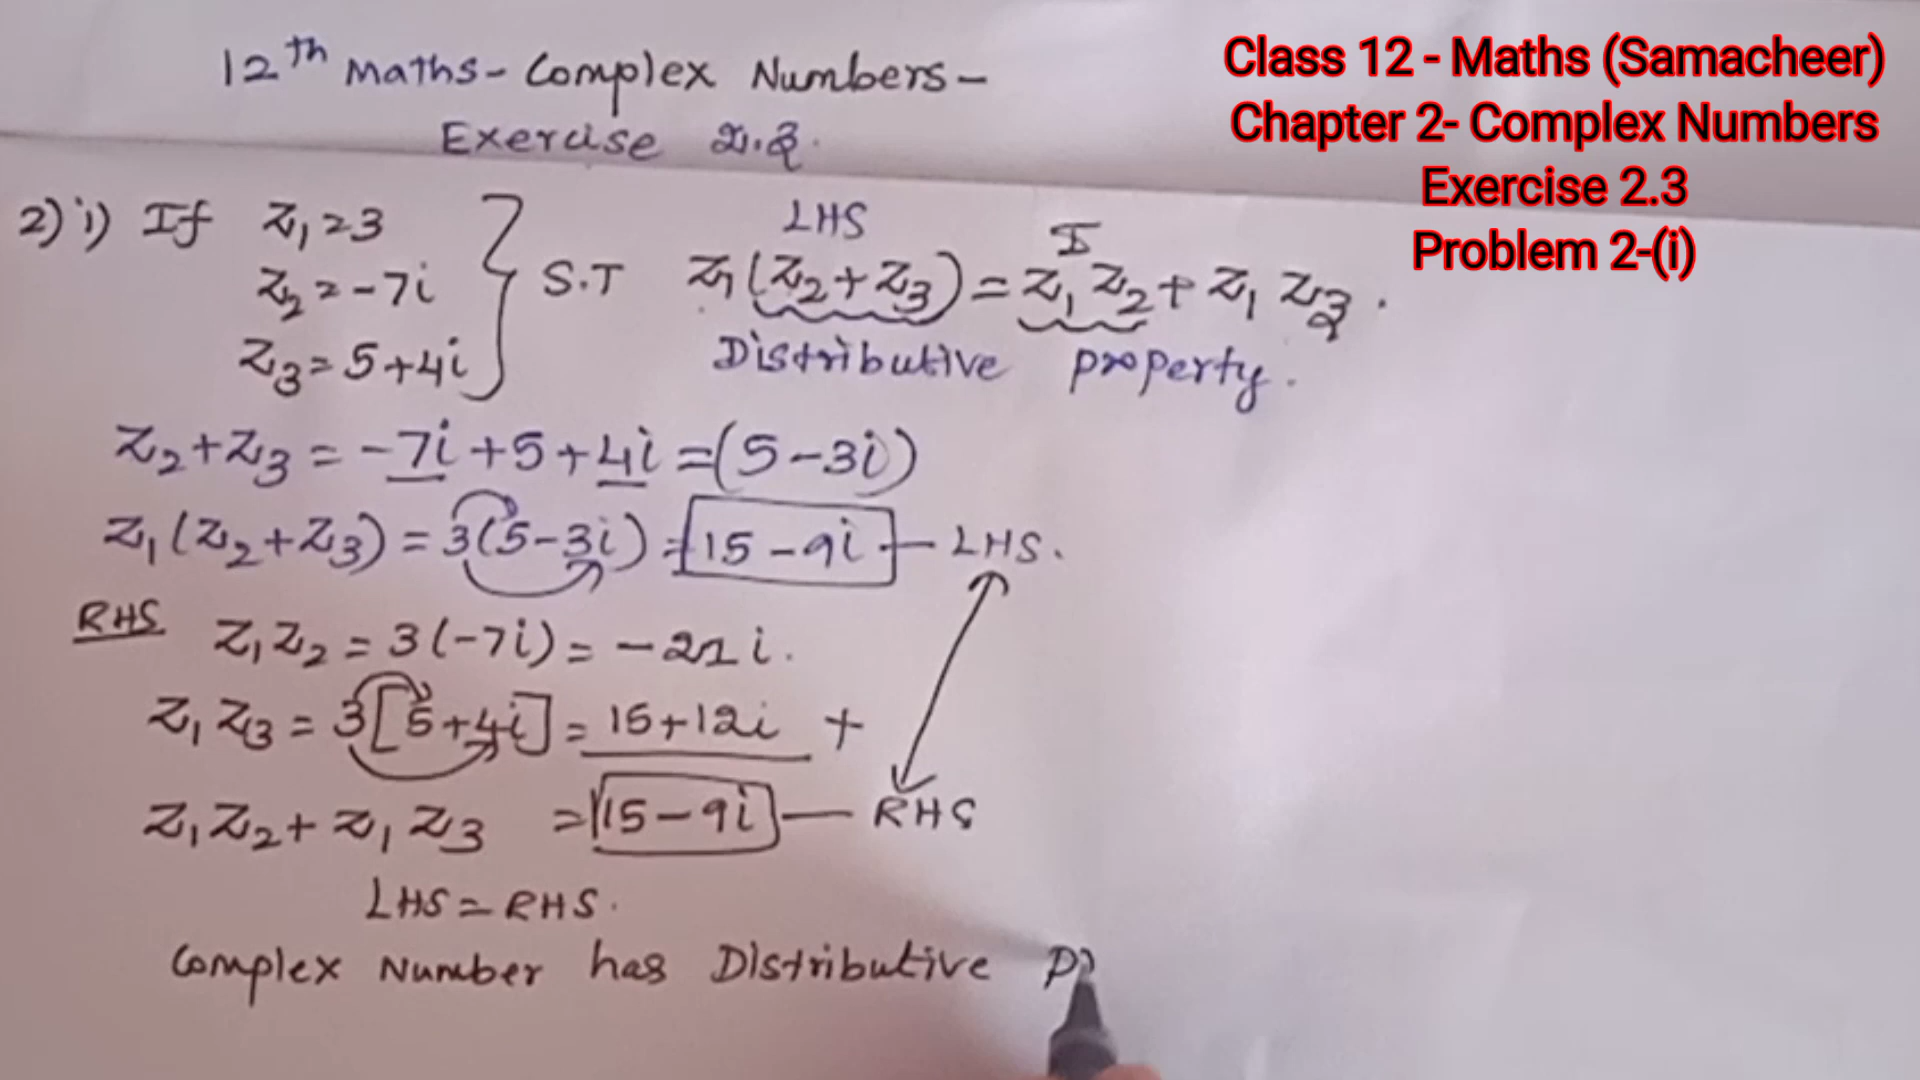 12th Maths - Complex Numbers -
Exercise 2.3.
Class 12 - Maths (Samacheer)
Chapter 2- Complex Numbers
Exercise 2.3
Problem 2-(i)
2) i) If z₁ = 3
z₂ = -7i
z₃ = 5+4i
S.T
LHS
I
z₁(z₂+z₃) = z₁z₂ + z₁z₃.
Distributive property.
z₂+z₃ = -7i+5+4i = (5-3i)
z₁(z₂+z₃) = 3(5-3i) = 15-9i — LHS.
RHS z₁z₂ = 3(-7i) = -21i.
z₁z₃ = 3[5+4i] = 15+12i +
z₁z₂ + z₁z₃ = 15-9i — RHS
LHS = RHS.
Complex Number has Distributive